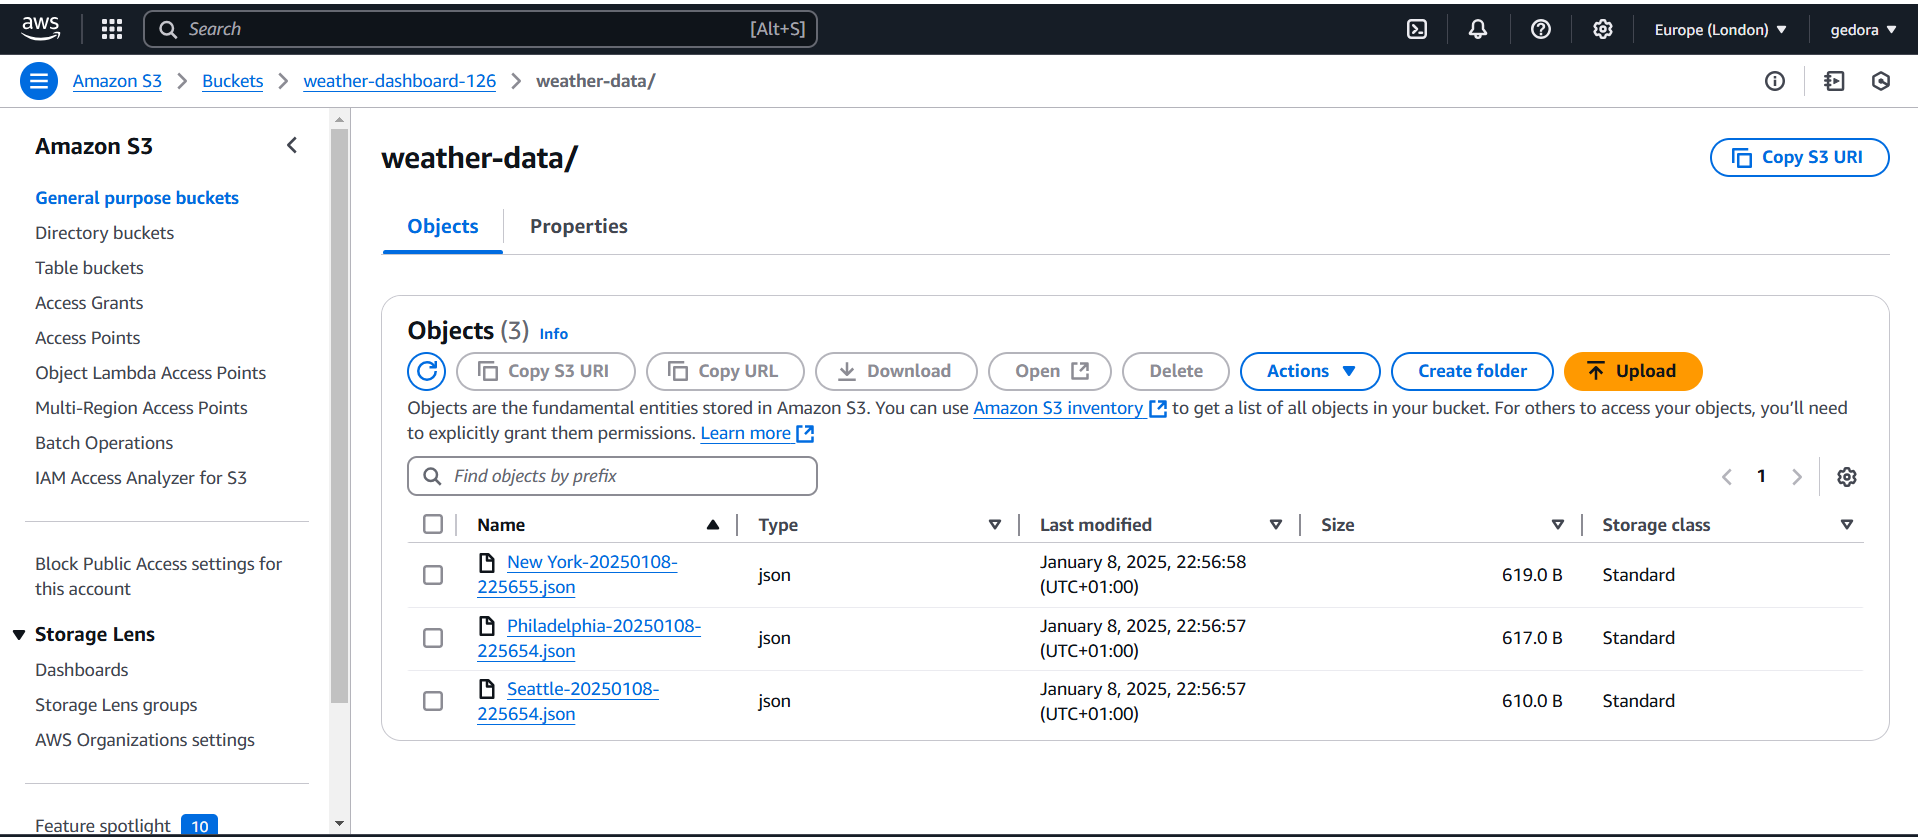 aws
Search [Alt+S]
Europe (London)
gedora
Amazon S3
Buckets
weather-dashboard-126
weather-data/
Amazon S3
General purpose buckets
Directory buckets
Table buckets
Access Grants
Access Points
Object Lambda Access Points
Multi-Region Access Points
Batch Operations
IAM Access Analyzer for S3
Block Public Access settings for
this account
Storage Lens
Dashboards
Storage Lens groups
AWS Organizations settings
Feature spotlight 10
weather-data/
Copy S3 URI
Objects
Properties
Objects (3) Info
Copy S3 URI
Copy URL
Download
Open
Delete
Actions
Create folder
Upload
Objects are the fundamental entities stored in Amazon S3. You can use Amazon S3 inventory to get a list of all objects in your bucket. For others to access your objects, you'll need
to explicitly grant them permissions. Learn more
Find objects by prefix
1
Name Type Last modified Size Storage class
New York-20250108-
225655.json
json
January 8, 2025, 22:56:58
(UTC+01:00)
619.0 B
Standard
Philadelphia-20250108-
225654.json
json
January 8, 2025, 22:56:57
(UTC+01:00)
617.0 B
Standard
Seattle-20250108-
225654.json
json
January 8, 2025, 22:56:57
(UTC+01:00)
610.0 B
Standard